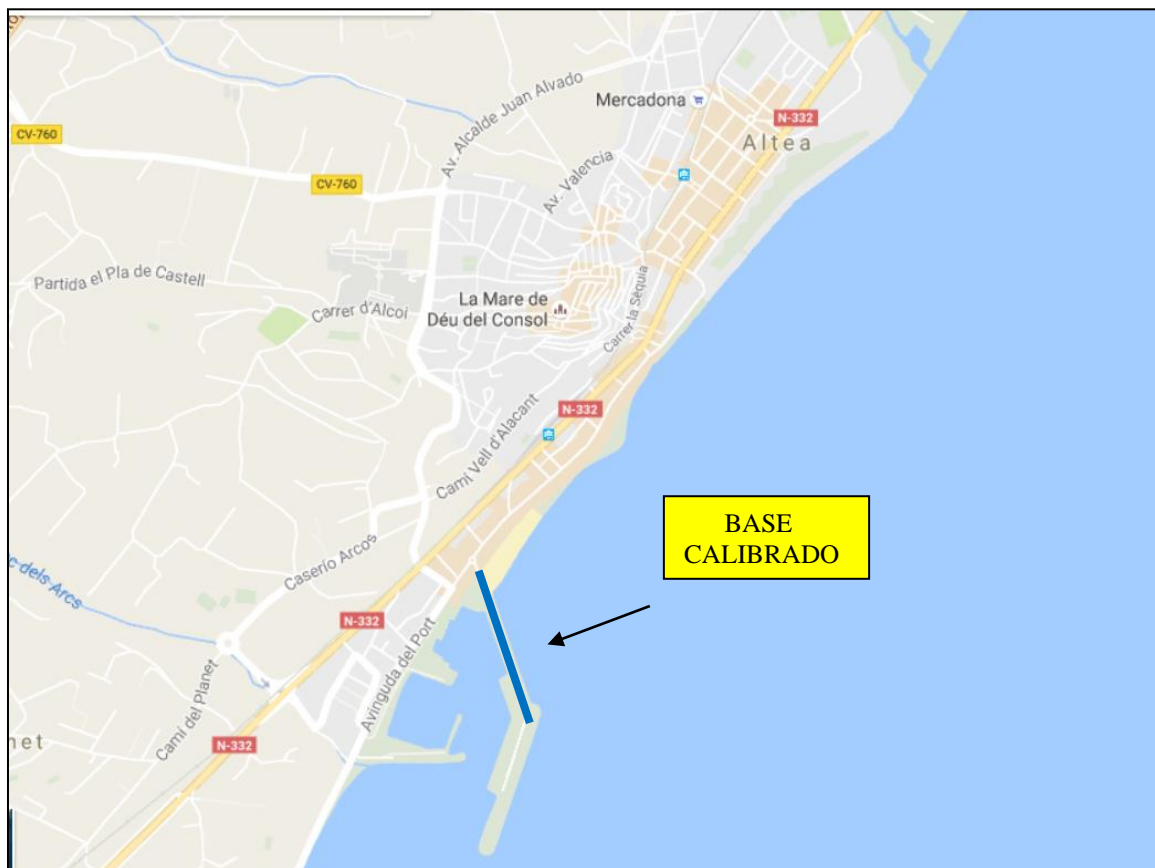 Mercadona
N-332
Altea
Av. Alcalde Juan Alvado
CV-760
CV-760
Av. Valencia
Partida el Pla de Castell
Carrer d'Alcoi
La Mare de
Déu del Consol
Carrer la Séquia
N-332
Camí Vell d'Alacant
BASE
CALIBRADO
Caserío Arcos
c dels Arcs
N-332
Avinguda del Port
Camí del Planet
net
N-332